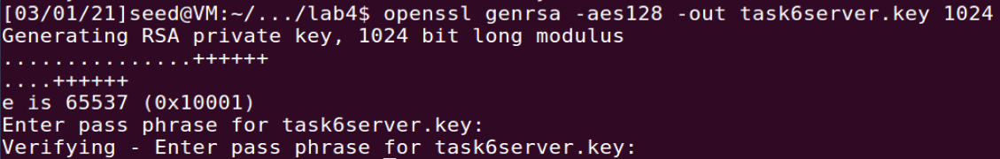 [03/01/21]seed@VM:~/.../lab4$ openssl genrsa -aes128 -out task6server.key 1024
Generating RSA private key, 1024 bit long modulus
...............++++++
....++++++
e is 65537 (0x10001)
Enter pass phrase for task6server.key:
Verifying - Enter pass phrase for task6server.key: